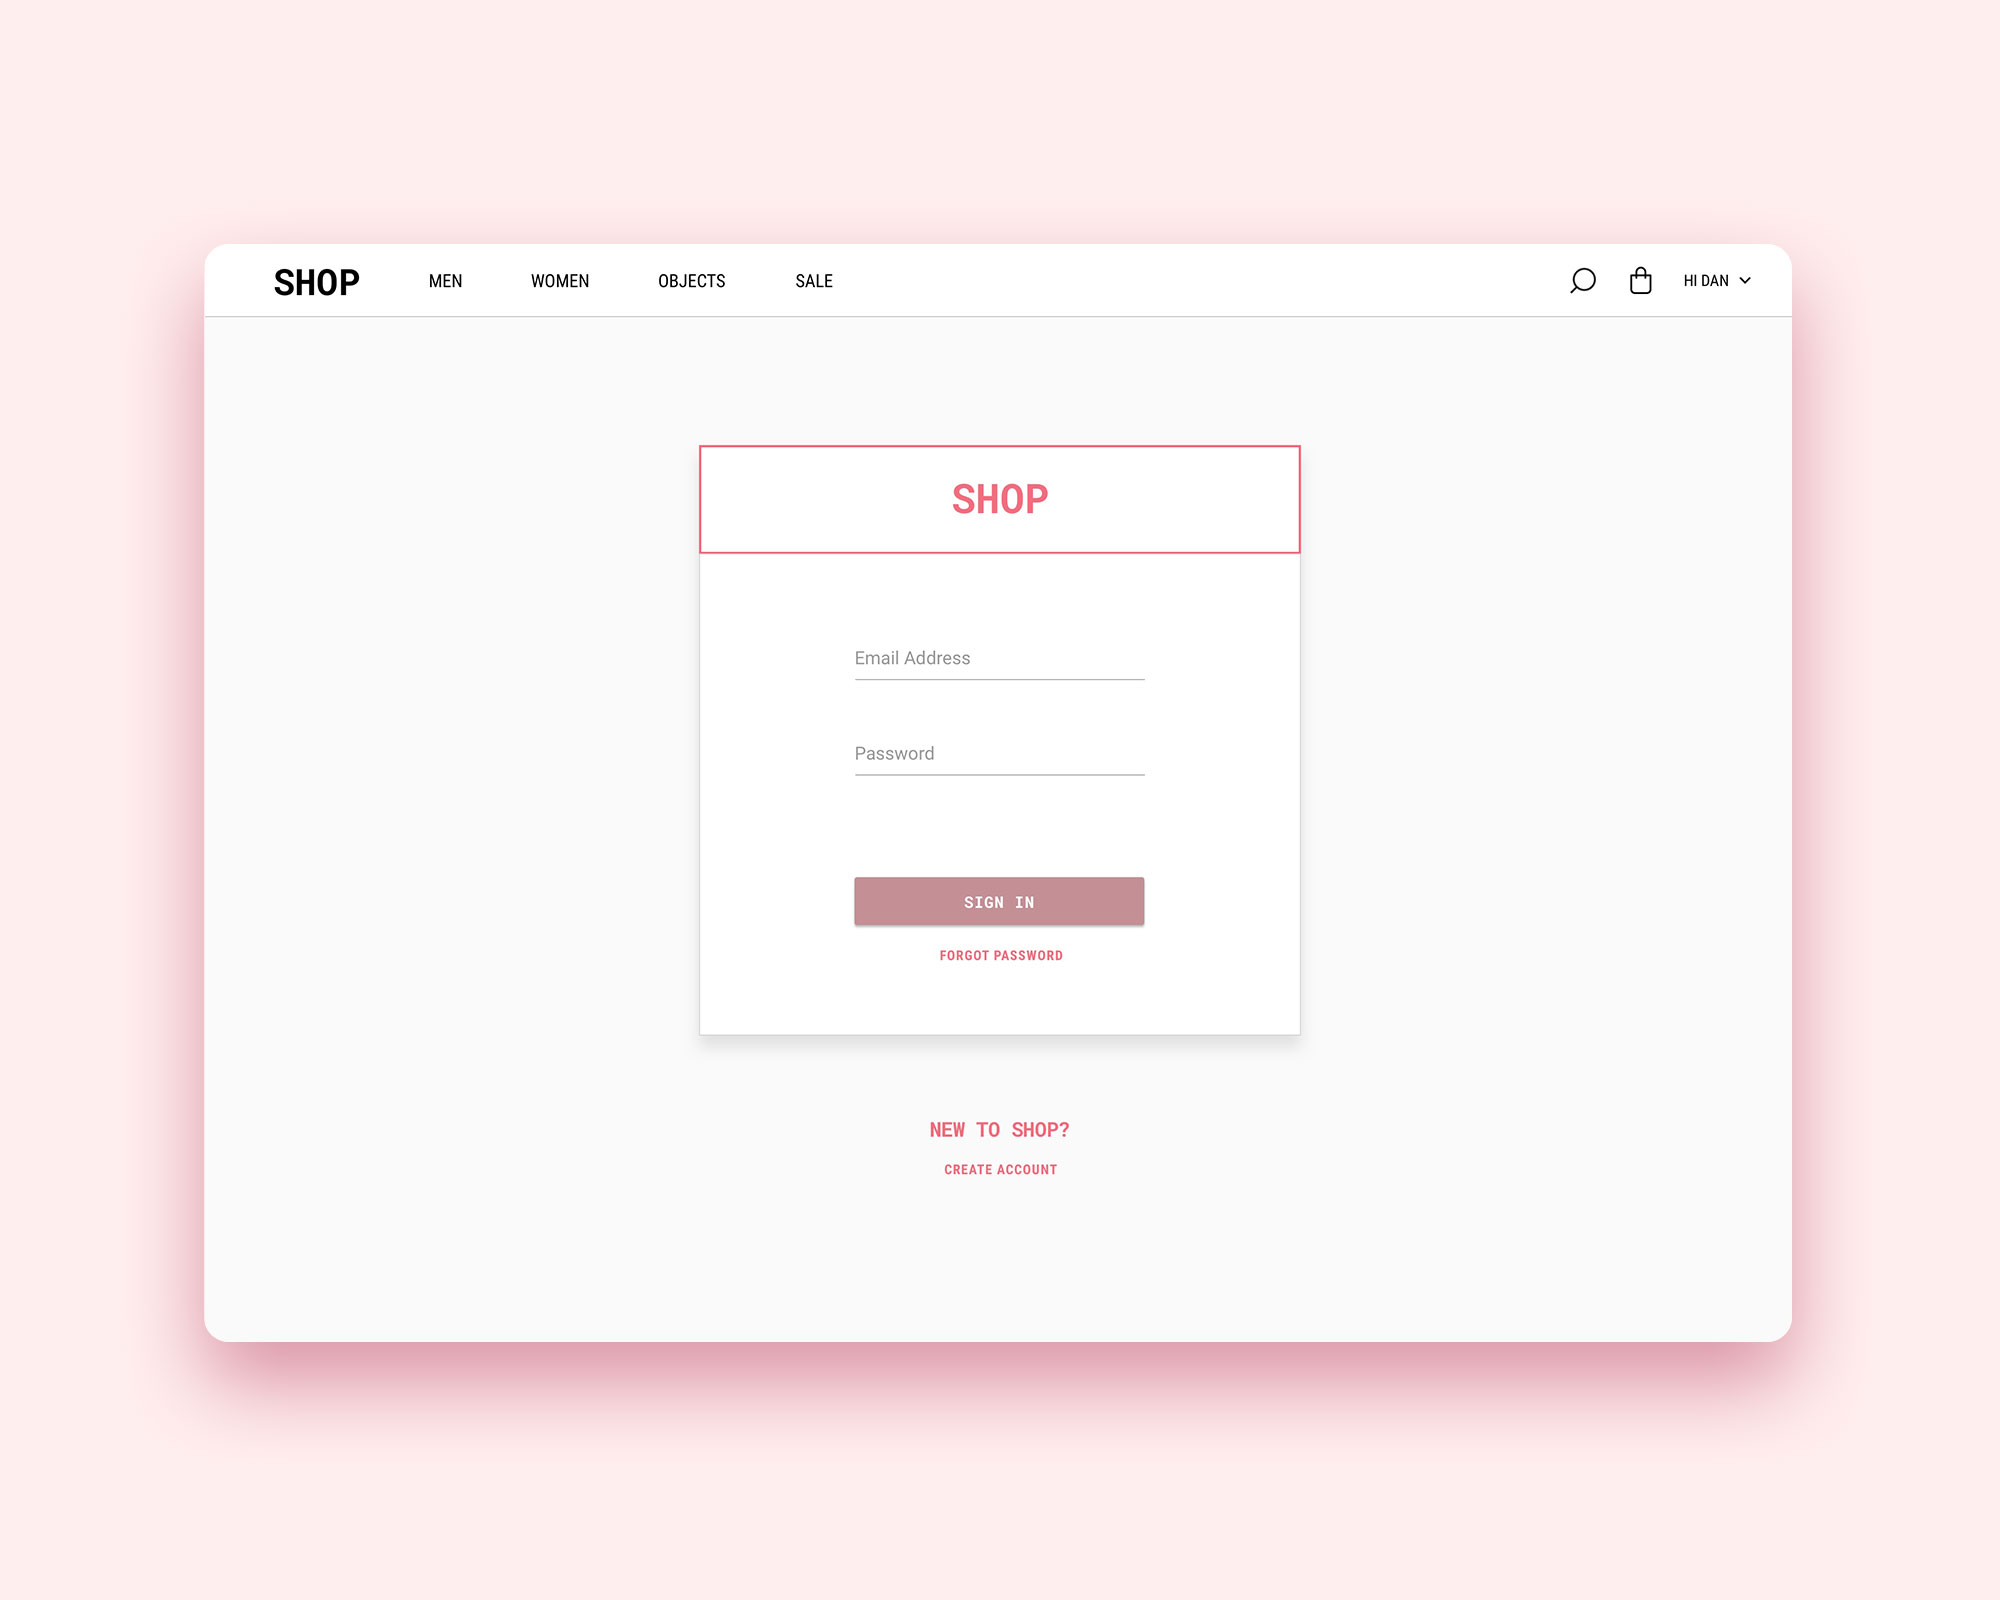 SHOP MEN WOMEN OBJECTS SALE HI DAN
SHOP
Email Address
Password
SIGN IN
FORGOT PASSWORD
NEW TO SHOP?
CREATE ACCOUNT